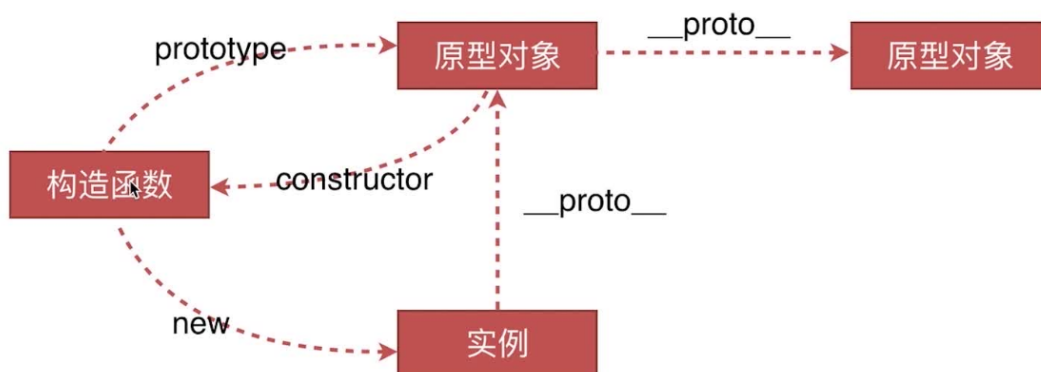 prototype
原型对象
__proto__
原型对象
构造函数
constructor
__proto__
new
实例